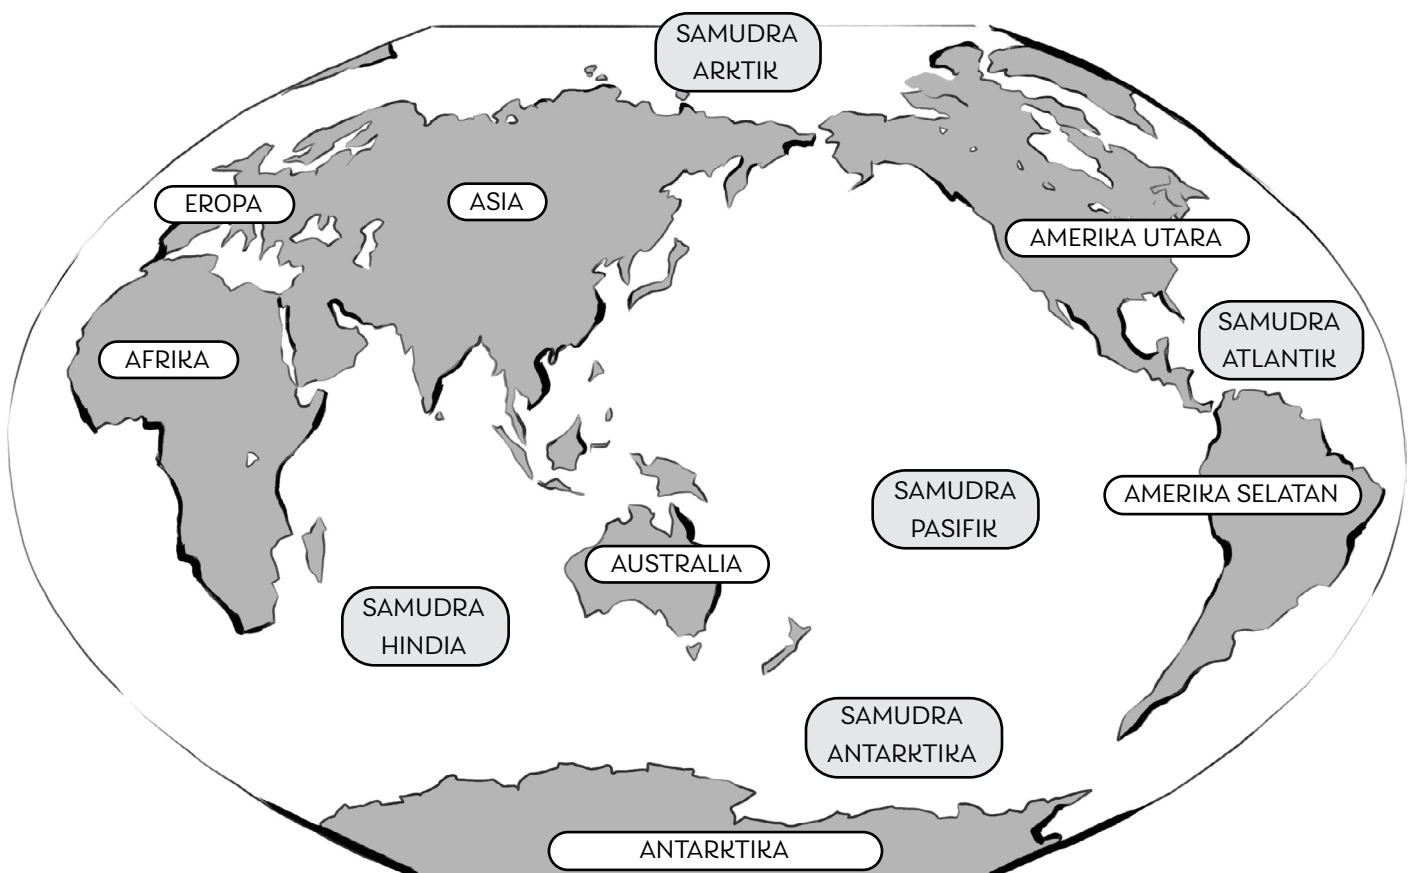 SAMUDRA
ARKTIK
EROPA
ASIA
AMERIKA UTARA
SAMUDRA
ATLANTIK
AFRIKA
SAMUDRA
PASIFIK
AMERIKA SELATAN
AUSTRALIA
SAMUDRA
HINDIA
SAMUDRA
ANTARKTIKA
ANTARKTIKA